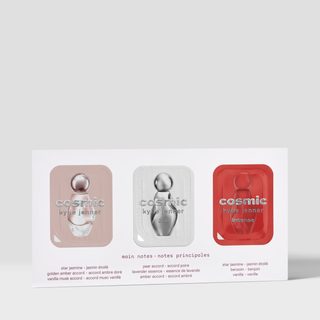 cosmic
kylie jenner
cosmic
kylie jenner
cosmic
kylie jenner
intense
main notes • notes principales
star jasmine • jasmin étoilé
golden amber accord • accord ambre doré
vanilla musk accord • accord musc vanille
pear accord • accord poire
lavender essence • essence de lavande
amber accord • accord ambré
star jasmine • jasmin étoilé
benzoin • benjoin
vanilla • vanille